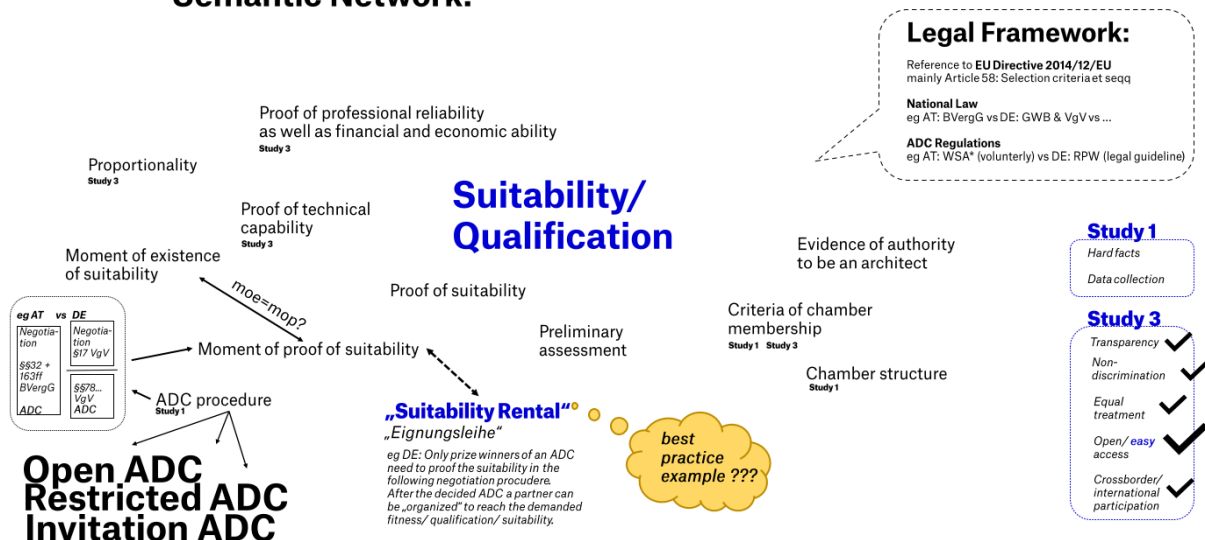 Semantic Network:
Legal Framework:
Reference to EU Directive 2014/12/EU
mainly Article 58: Selection criteria et seqq
National Law
eg AT: BVergG vs DE: GWB & VgV vs ...
ADC Regulations
eg AT: WSA* (volunterly) vs DE: RPW (legal guideline)
Proof of professional reliability
as well as financial and economic ability
Study 3
Proportionality
Study 3
Suitability/
Qualification
Proof of technical
capability
Study 3
Moment of existence
of suitability
moe=mop?
Proof of suitability
Evidence of authority
to be an architect
Criteria of chamber
membership
Study 1 Study 3
Preliminary
assessment
Chamber structure
Study 1
Moment of proof of suitability
eg AT vs DE
Negotia-
tion
§§32 +
163ff
BVergG
ADC
Negotia-
tion
§17 VgV
§§78...
VgV
ADC
ADC procedure
Study 1
Open ADC
Restricted ADC
Invitation ADC
„Suitability Rental“
„Eignungsleihe“
eg DE: Only prize winners of an ADC
need to proof the suitability in the
following negotiation procudere.
After the decided ADC a partner can
be „organized“ to reach the demanded
fitness/ qualification/ suitability.
best
practice
example ???
Study 1
Hard facts
Data collection
Study 3
Transparency
Non-
discrimination
Equal
treatment
Open/ easy
access
Crossborder/
international
participation